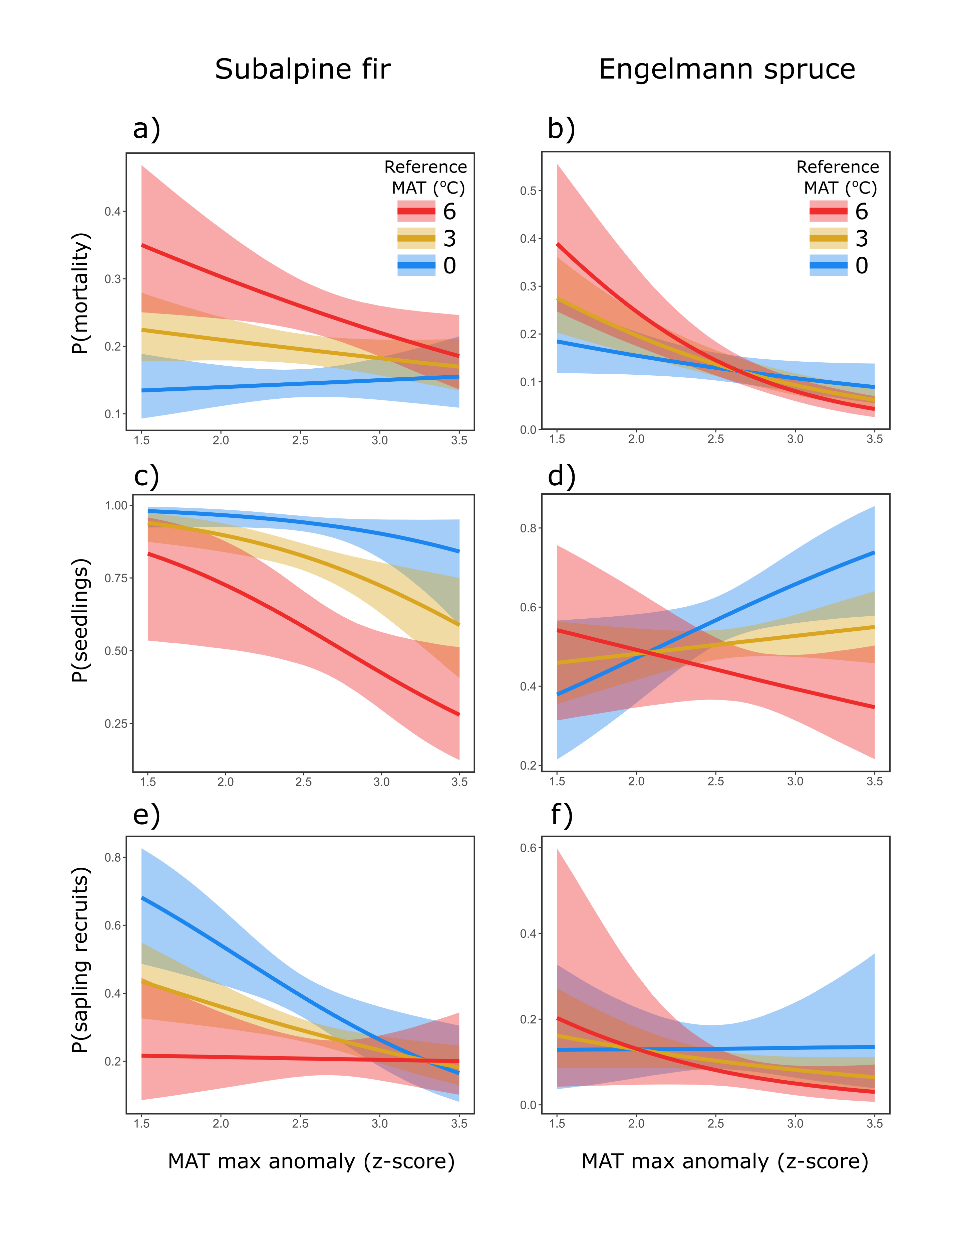 Subalpine fir
Engelmann spruce
a)
b)
Reference
MAT (°C)
6
3
0
Reference
MAT (°C)
6
3
0
P(mortality)
0.4
0.3
0.2
0.1
0.5
0.4
0.3
0.2
0.1
0.0
1.5 2.0 2.5 3.0 3.5
1.5 2.0 2.5 3.0 3.5
c)
d)
P(seedlings)
1.00
0.75
0.50
0.25
0.8
0.6
0.4
0.2
1.5 2.0 2.5 3.0 3.5
1.5 2.0 2.5 3.0 3.5
e)
f)
P(sapling recruits)
0.8
0.6
0.4
0.2
0.6
0.4
0.2
0.0
1.5 2.0 2.5 3.0 3.5
1.5 2.0 2.5 3.0 3.5
MAT max anomaly (z-score)
MAT max anomaly (z-score)